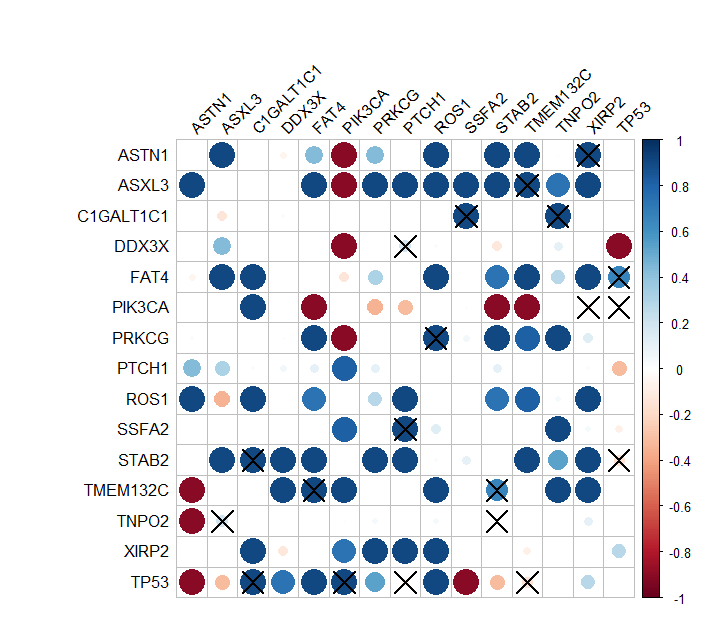 ASTN1
ASXL3
C1GALT1C1
DDX3X
FAT4
PIK3CA
PRKCG
PTCH1
ROS1
SSFA2
STAB2
TMEM132C
TNPO2
XIRP2
TP53
ASTN1
ASXL3
C1GALT1C1
DDX3X
FAT4
PIK3CA
PRKCG
PTCH1
ROS1
SSFA2
STAB2
TMEM132C
TNPO2
XIRP2
TP53
1
0.8
0.6
0.4
0.2
0
-0.2
-0.4
-0.6
-0.8
-1